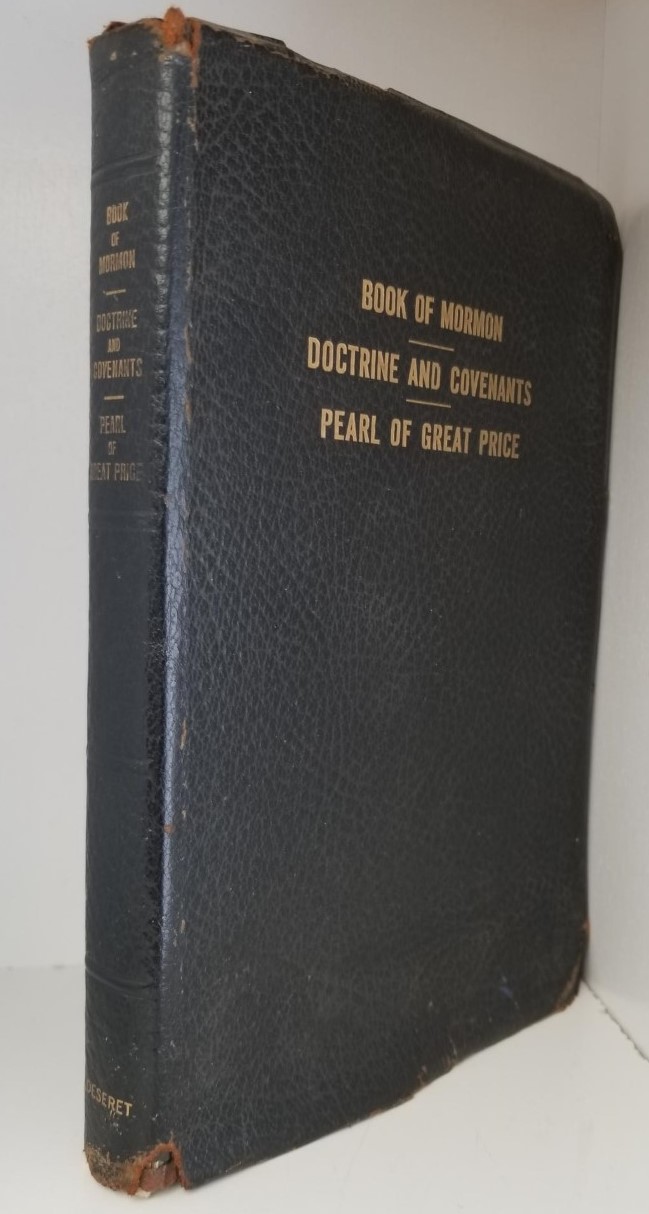 BOOK
OF
MORMON
DOCTRINE
AND
COVENANTS
PEARL
OF
GREAT PRICE
DESERET
BOOK OF MORMON
DOCTRINE AND COVENANTS
PEARL OF GREAT PRICE